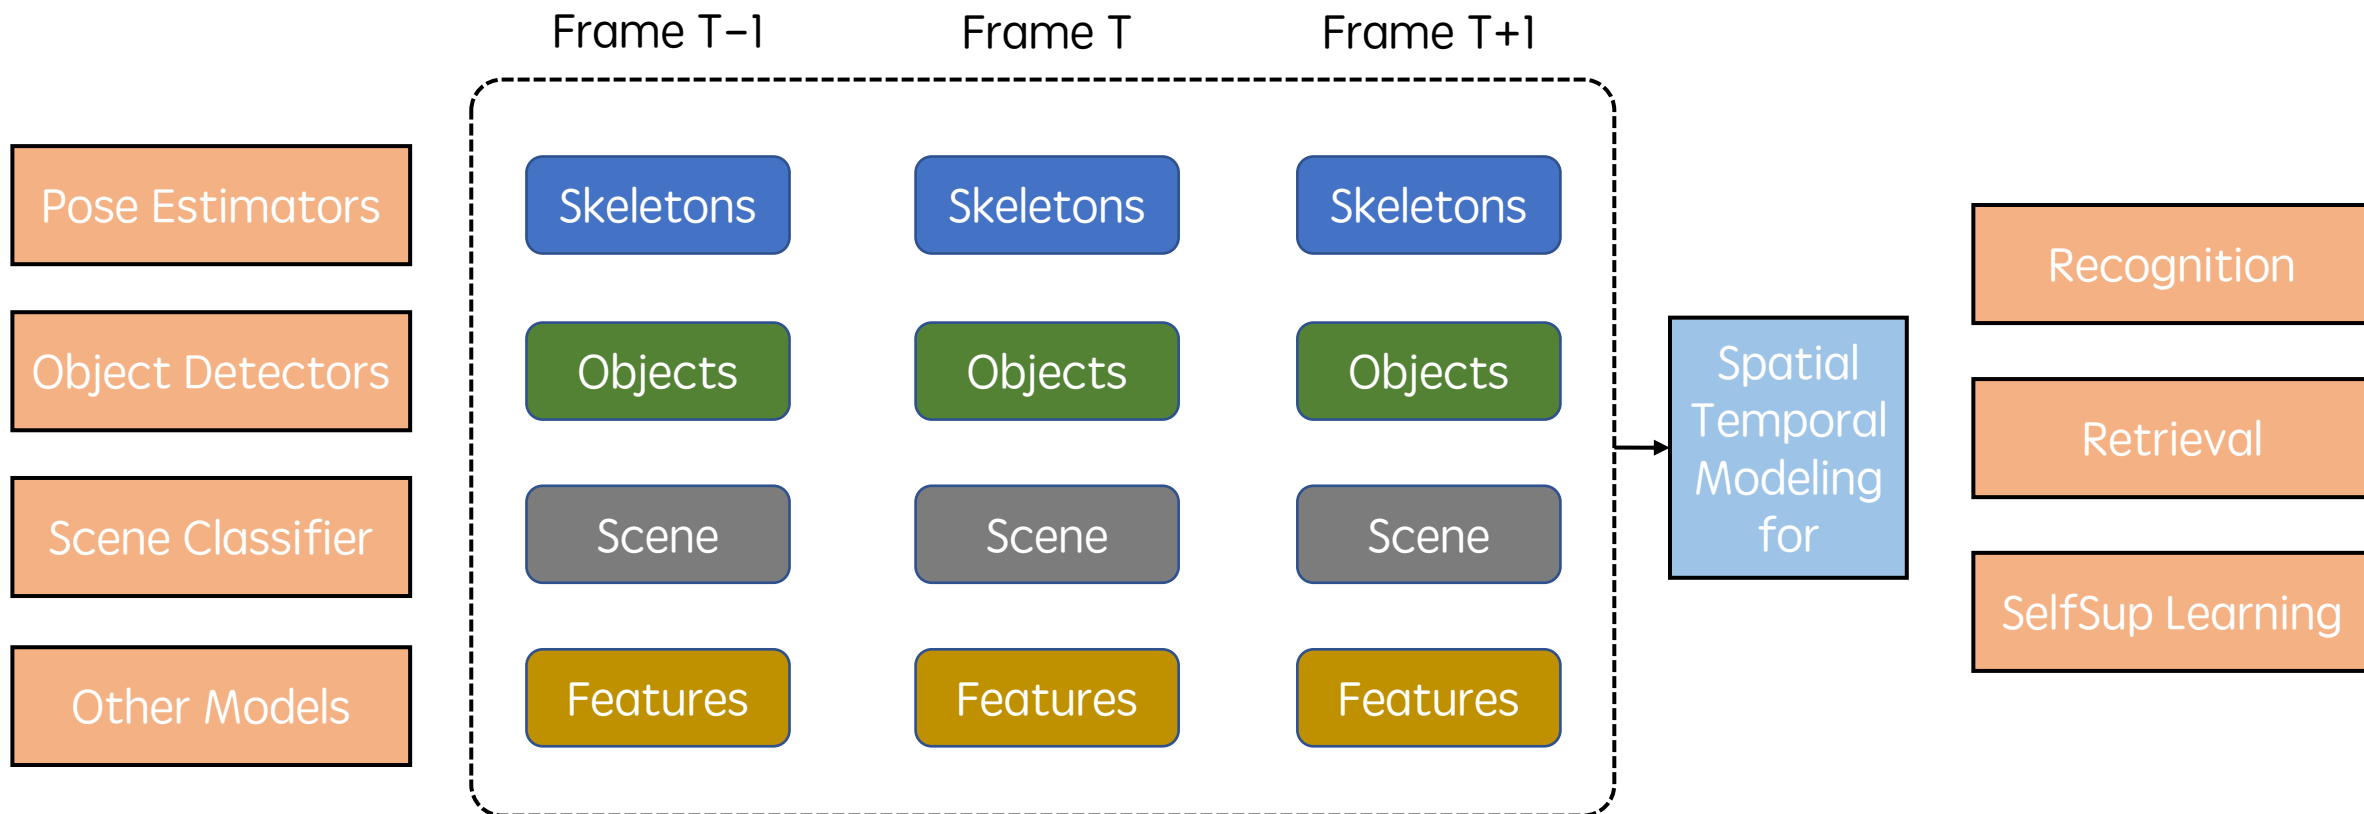 Frame T-1
Frame T
Frame T+1
Pose Estimators
Skeletons
Skeletons
Skeletons
Object Detectors
Objects
Objects
Objects
Scene Classifier
Scene
Scene
Scene
Other Models
Features
Features
Features
Spatial
Temporal
Modeling
for
Recognition
Retrieval
SelfSup Learning